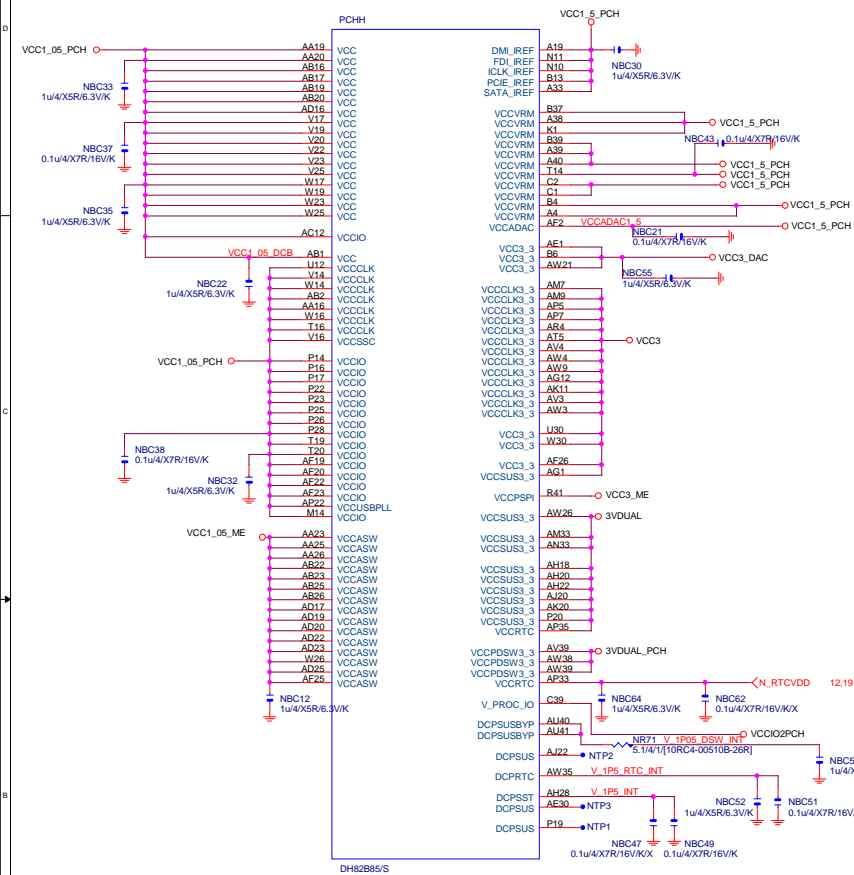 D
C
B
PCHH
VCC1_5_PCH
VCC1_05_PCH
AA19 VCC
AA20 VCC
AB16 VCC
AB17 VCC
AB19 VCC
AB20 VCC
AD16 VCC
V17 VCC
V19 VCC
V20 VCC
V22 VCC
V23 VCC
V25 VCC
W17 VCC
W19 VCC
W23 VCC
W25 VCC
AC12 VCCIO
VCC1_05_DCB AB1 VCC
U12 VCCCLK
V14 VCCCLK
W14 VCCCLK
AB2 VCCCLK
AA16 VCCCLK
W16 VCCCLK
T16 VCCCLK
V16 VCCSSC
VCC1_05_PCH
P14 VCCIO
P16 VCCIO
P17 VCCIO
P22 VCCIO
P23 VCCIO
P25 VCCIO
P26 VCCIO
P28 VCCIO
T19 VCCIO
T20 VCCIO
AF19 VCCIO
AF20 VCCIO
AF22 VCCIO
AF23 VCCIO
AP22 VCCUSBPLL
M14 VCCIO
VCC1_05_ME
AA23 VCCASW
AA25 VCCASW
AA26 VCCASW
AB22 VCCASW
AB23 VCCASW
AB25 VCCASW
AB26 VCCASW
AD17 VCCASW
AD19 VCCASW
AD20 VCCASW
AD22 VCCASW
AD23 VCCASW
W26 VCCASW
AD25 VCCASW
AF25 VCCASW
NBC33
1u/4/X5R/6.3V/K
NBC37
0.1u/4/X7R/16V/K
NBC35
1u/4/X5R/6.3V/K
NBC22
1u/4/X5R/6.3V/K
NBC38
0.1u/4/X7R/16V/K
NBC32
1u/4/X5R/6.3V/K
NBC12
1u/4/X5R/6.3V/K
DMI_IREF A19
FDI_IREF N11
ICLK_IREF N10
PCIE_IREF B13
SATA_IREF A33
NBC30
1u/4/X5R/6.3V/K
VCCVRM B37
VCCVRM A38
VCCVRM K1
VCCVRM B39
VCCVRM A39
VCCVRM A40
VCCVRM T14
VCCVRM C2
VCCVRM C1
VCCVRM B4
VCCVRM A4
VCCADAC AF2 VCCADAC1_5
VCC1_5_PCH
NBC43 0.1u/4/X7R/16V/K
VCC1_5_PCH
VCC1_5_PCH
VCC1_5_PCH
VCC1_5_PCH
VCC1_5_PCH
NBC21
0.1u/4/X7R/16V/K
VCC3_3 AE1
VCC3_3 B6
VCC3_3 AW21
VCC3_DAC
NBC55
1u/4/X5R/6.3V/K
VCCCLK3_3 AM7
VCCCLK3_3 AM9
VCCCLK3_3 AP5
VCCCLK3_3 AP7
VCCCLK3_3 AR4
VCCCLK3_3 AT5
VCCCLK3_3 AV4
VCCCLK3_3 AW4
VCCCLK3_3 AW9
VCCCLK3_3 AG12
VCCCLK3_3 AK11
VCCCLK3_3 AV3
VCCCLK3_3 AW3
VCC3
VCC3_3 U30
VCC3_3 W30
VCC3_3 AF26
VCCSUS3_3 AG1
VCCPSPI R41 VCC3_ME
VCCSUS3_3 AW26 3VDUAL
VCCSUS3_3 AM33
VCCSUS3_3 AN33
VCCSUS3_3 AH18
VCCSUS3_3 AH20
VCCSUS3_3 AH22
VCCSUS3_3 AJ20
VCCSUS3_3 AK20
VCCSUS3_3 P20
VCCRTC AP35
VCCPDSW3_3 AV39 3VDUAL_PCH
VCCPDSW3_3 AW38
VCCPDSW3_3 AW39
VCCRTC AP33 N_RTCVDD 12,19
NBC64
1u/4/X5R/6.3V/K
NBC62
0.1u/4/X7R/16V/K/X
V_PROC_IO C39
VCCIO2PCH
DCPSUSBYP AU40
DCPSUSBYP AU41
NR71 V_1P05_DSW_INT
5.1/4/1/[10RC4-00510B-26R]
NBC5
1u/4/X
DCPSUS AJ22 NTP2
DCPRTC AW35 V_1P5_RTC_INT
NBC52
1u/4/X5R/6.3V/K
NBC51
0.1u/4/X7R/16V/
DCPSST AH28 V_1P5_INT
DCPSUS AE30 NTP3
DCPSUS P19 NTP1
NBC47
0.1u/4/X7R/16V/K/X
NBC49
0.1u/4/X7R/16V/K
DH82B85/S